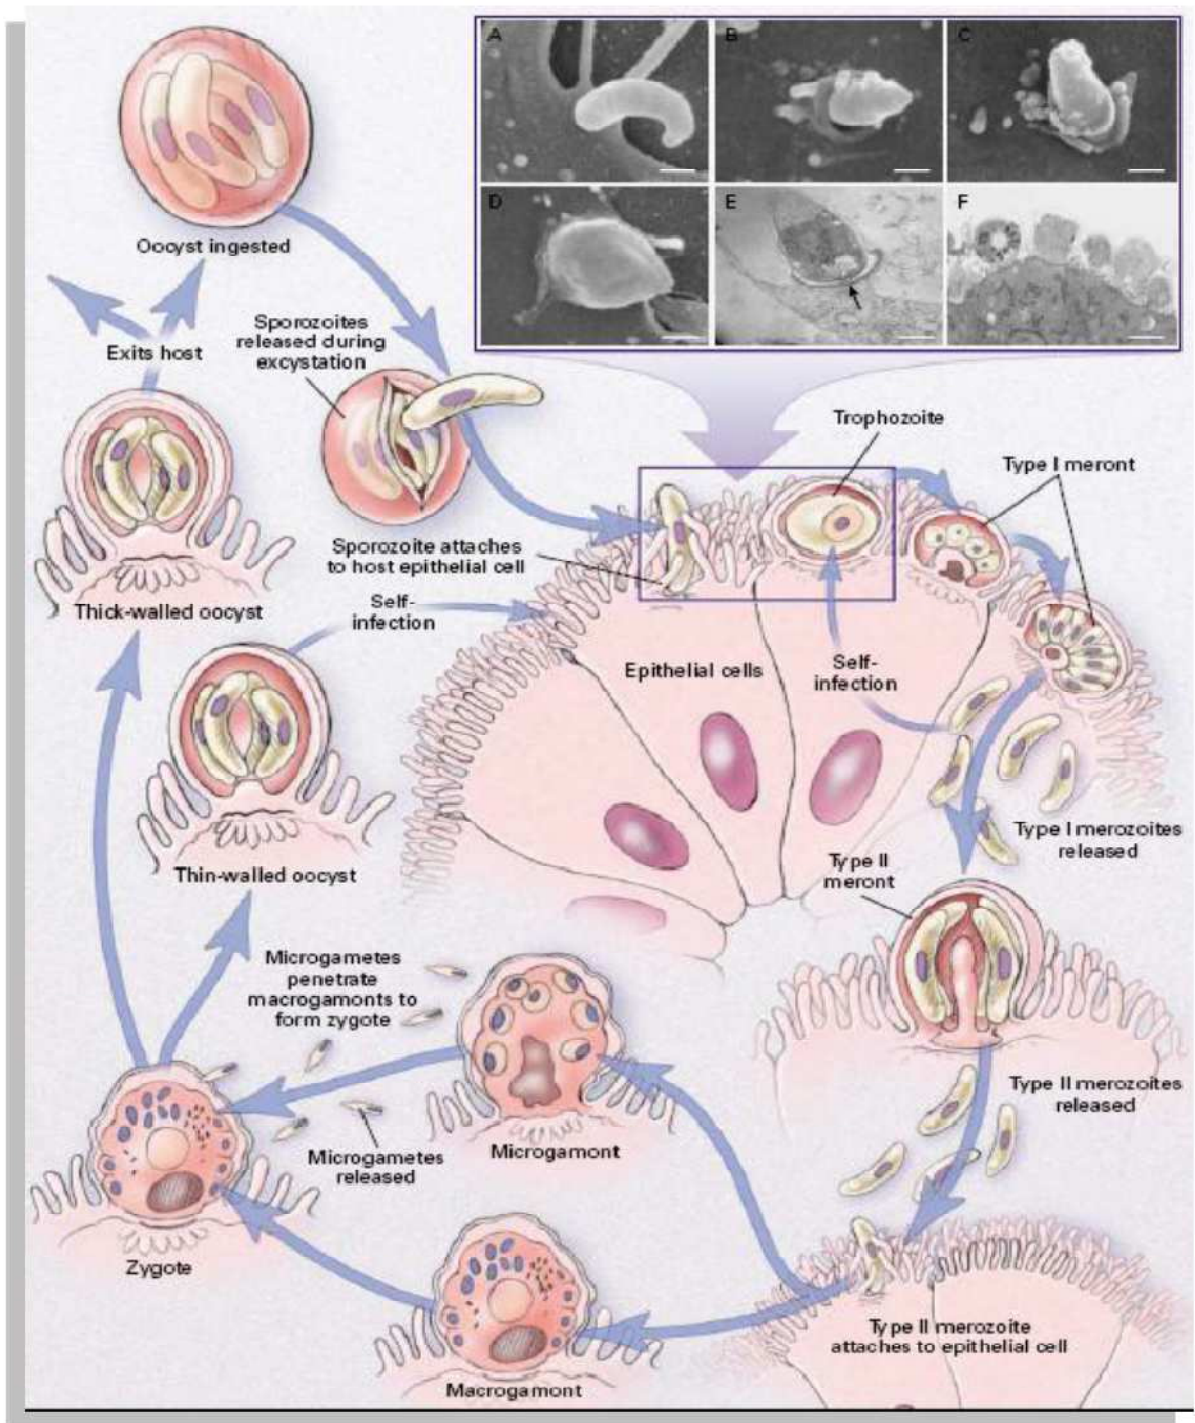 A
B
C
D
E
F
Oocyst ingested
Exits host
Sporozoites
released during
excystation
Trophozoite
Type I meront
Sporozoite attaches
to host epithelial cell
Thick-walled oocyst
Self-
infection
Epithelial cells
Self-
infection
Type I merozoites
released
Thin-walled oocyst
Type II
meront
Microgametes
penetrate
macrogamonts to
form zygote
Type II merozoites
released
Microgametes
released
Microgamont
Zygote
Type II merozoite
attaches to epithelial cell
Macrogamont